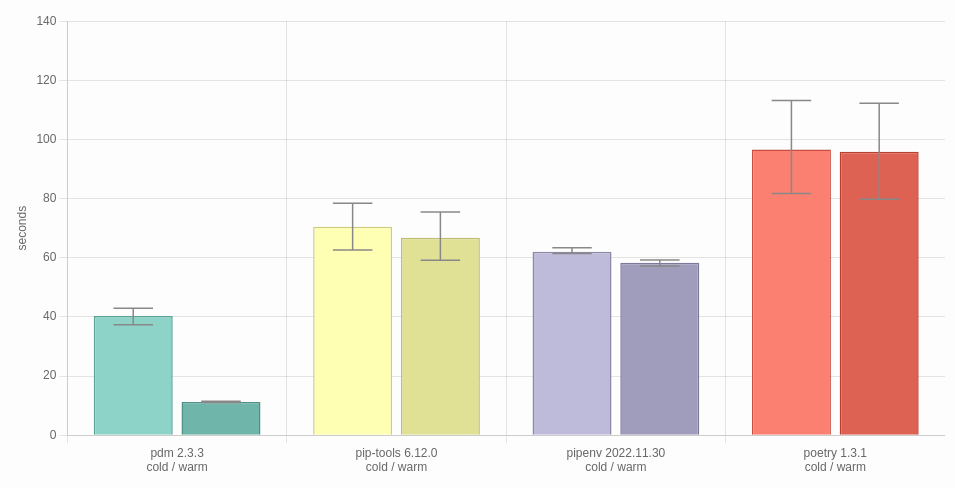 140
120
100
80
60
40
20
0
seconds
pdm 2.3.3
cold / warm
pip-tools 6.12.0
cold / warm
pipenv 2022.11.30
cold / warm
poetry 1.3.1
cold / warm